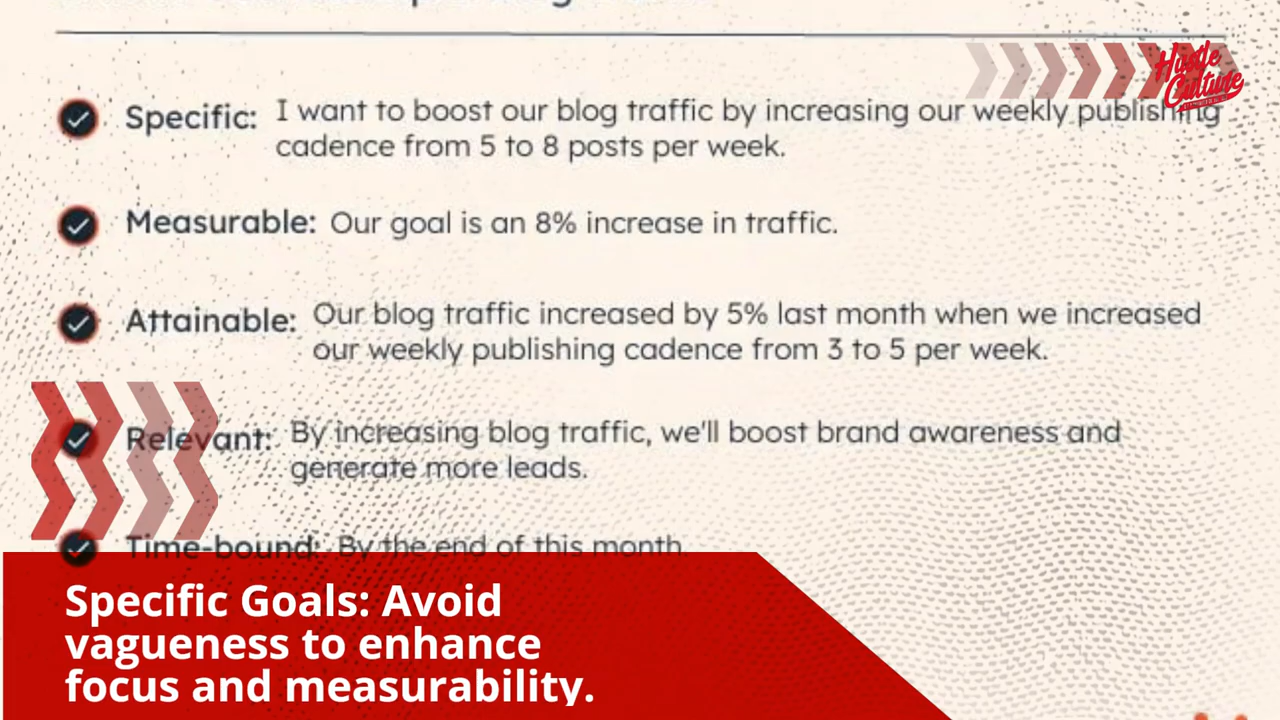 Hustle
Culture
Specific: I want to boost our blog traffic by increasing our weekly publishing
cadence from 5 to 8 posts per week.
Measurable: Our goal is an 8% increase in traffic.
Attainable: Our blog traffic increased by 5% last month when we increased
our weekly publishing cadence from 3 to 5 per week.
Relevant: By increasing blog traffic, we'll boost brand awareness and
generate more leads.
Time-bound: By the end of this month.
Specific Goals: Avoid
vagueness to enhance
focus and measurability.